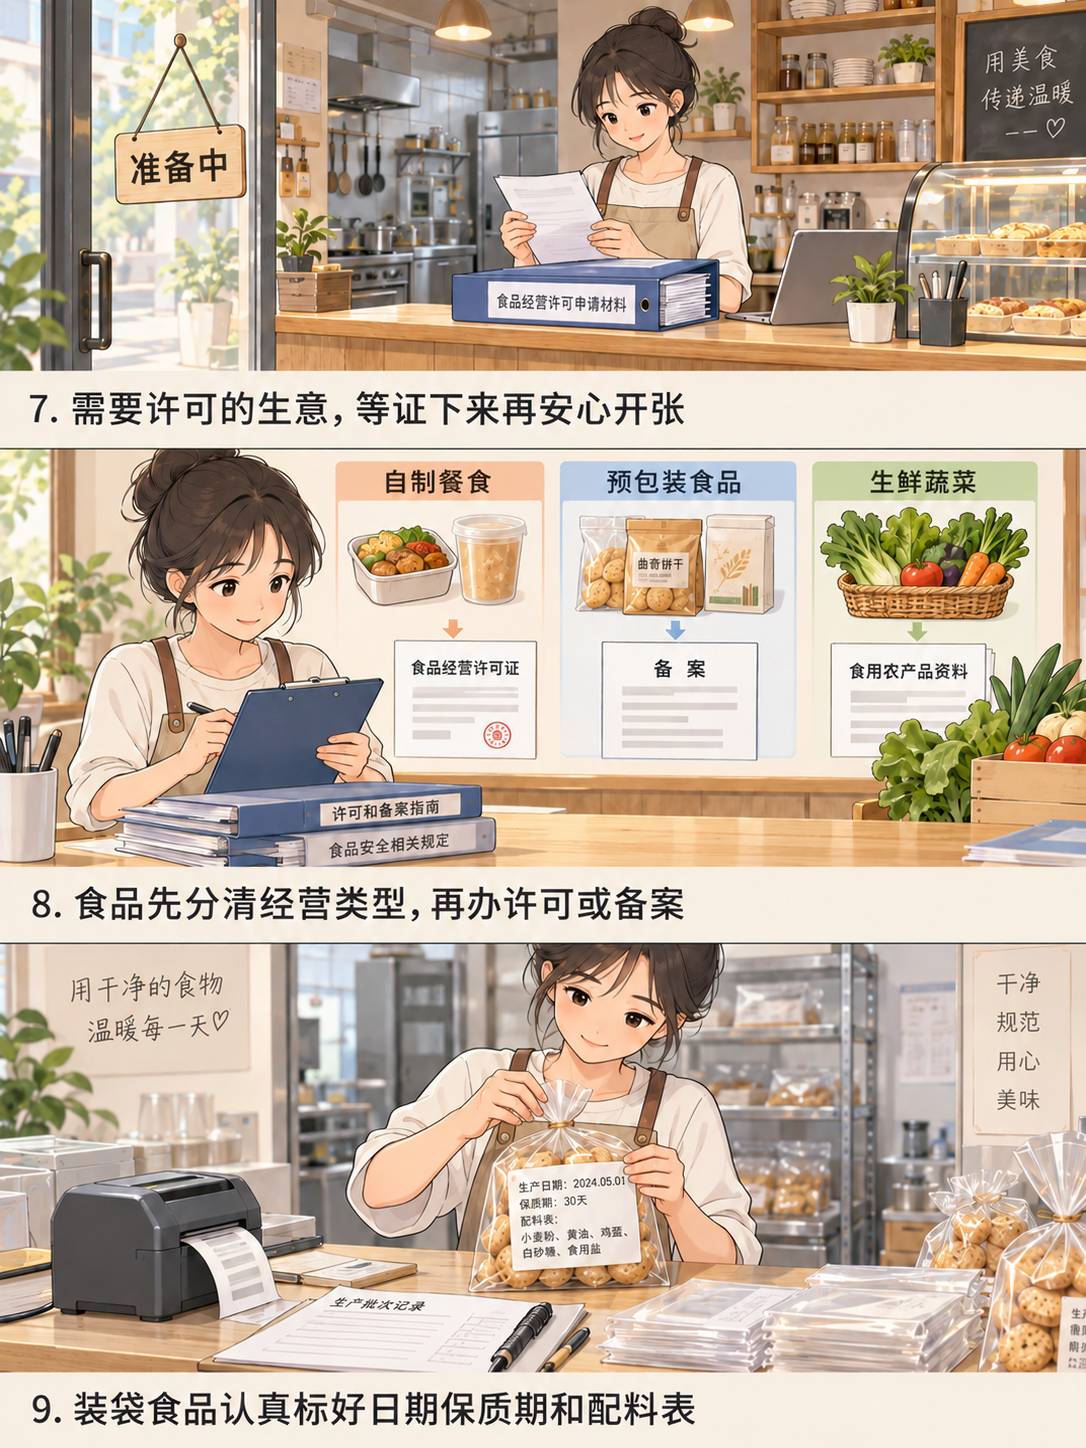 准备中
用美食
传递温暖
——♡
食品经营许可申请材料
7. 需要许可的生意，等证下来再安心开张
自制餐食
预包装食品
生鲜蔬菜
曲奇饼干
食品经营许可证
备 案
食用农产品资料
许可和备案指南
食品安全相关规定
8. 食品先分清经营类型，再办许可或备案
用干净的食物
温暖每一天♡
干净
规范
用心
美味
生产日期：2024.05.01
保质期：30天
配料表：
小麦粉、黄油、鸡蓝、
白砂糖、食用盐
生产批次记录
9. 装袋食品认真标好日期保质期和配料表